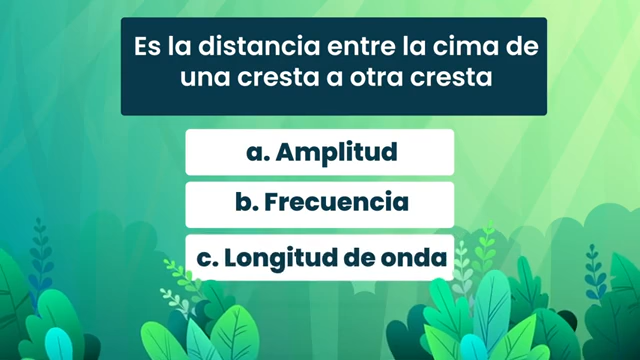 Es la distancia entre la cima de
una cresta a otra cresta
a. Amplitud
b. Frecuencia
c. Longitud de onda